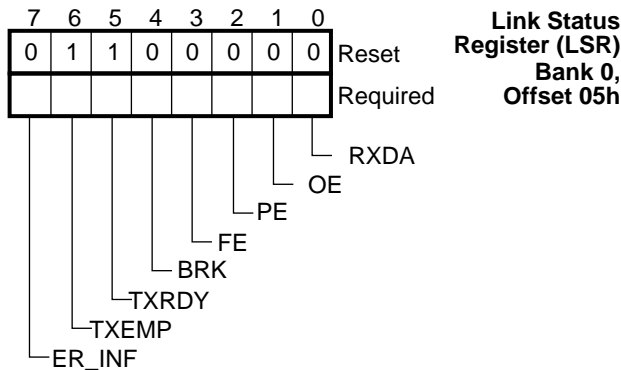 7 6 5 4 3 2 1 0
0 1 1 0 0 0 0 0 Reset
Required
Link Status
Register (LSR)
Bank 0,
Offset 05h
RXDA
OE
PE
FE
BRK
TXRDY
TXEMP
ER_INF